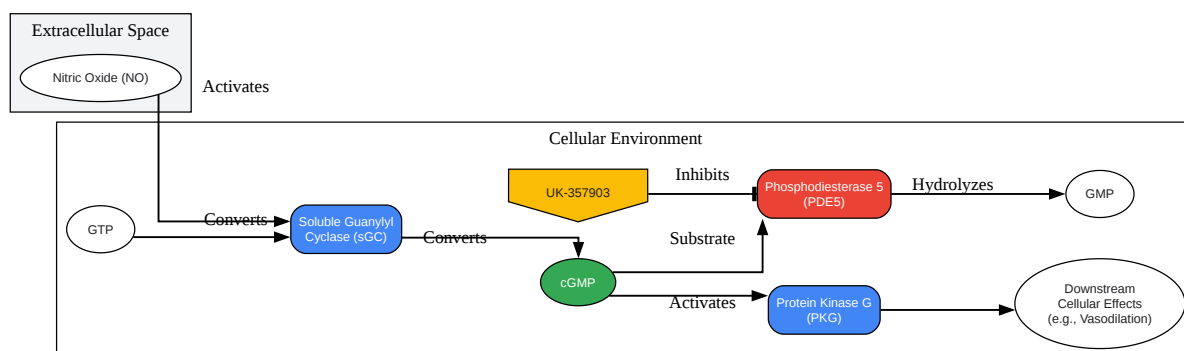 Extracellular Space
Nitric Oxide (NO)
Activates
Cellular Environment
UK-357903
Inhibits
Phosphodiesterase 5
(PDE5)
Hydrolyzes
GMP
GTP
Converts
Soluble Guanylyl
Cyclase (sGC)
Converts
Substrate
cGMP
Activates
Protein Kinase G
(PKG)
Downstream
Cellular Effects
(e.g., Vasodilation)